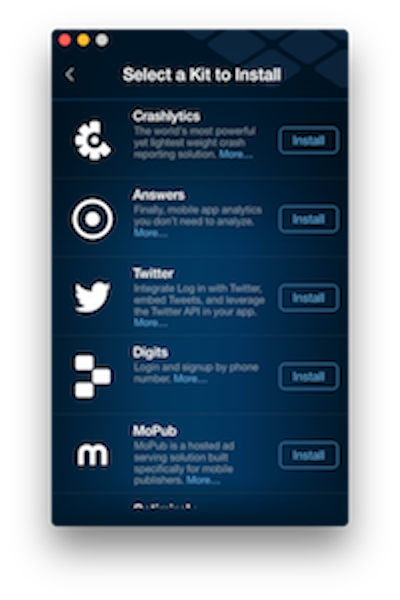 Select a Kit to Install
Crashlytics
The world's most powerful
yet lightest weight crash
reporting solution. More...
Install
Answers
Finally, mobile app analytics
you don't need to analyze.
More...
Install
Twitter
Integrate Log in with Twitter,
embed Tweets, and leverage
the Twitter API in your app.
More...
Install
Digits
Login and signup by phone
number. More...
Install
MoPub
MoPub is a hosted ad
serving solution built
specifically for mobile
publishers. More...
Install